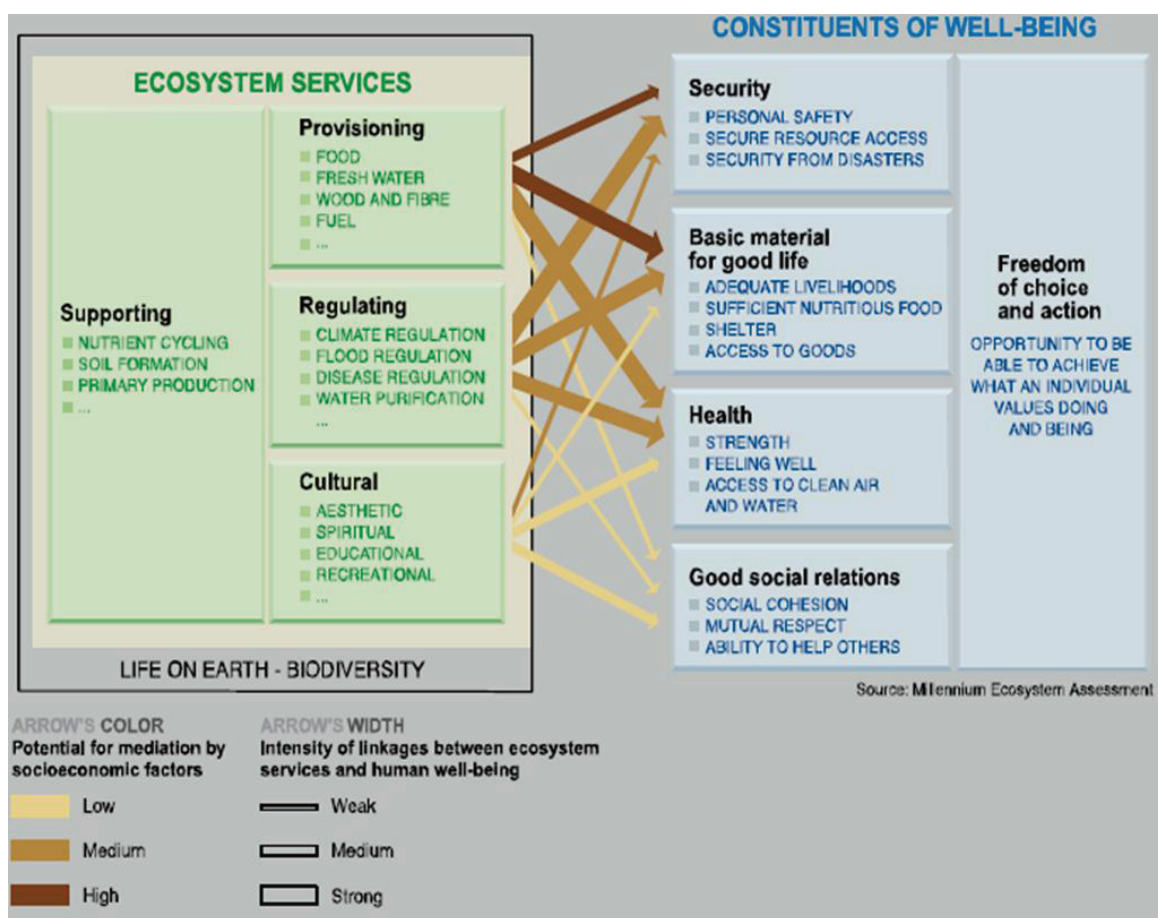 CONSTITUENTS OF WELL-BEING
ECOSYSTEM SERVICES
Supporting
NUTRIENT CYCLING
SOIL FORMATION
PRIMARY PRODUCTION
...
Provisioning
FOOD
FRESH WATER
WOOD AND FIBRE
FUEL
...
Regulating
CLIMATE REGULATION
FLOOD REGULATION
DISEASE REGULATION
WATER PURIFICATION
...
Cultural
AESTHETIC
SPIRITUAL
EDUCATIONAL
RECREATIONAL
...
LIFE ON EARTH - BIODIVERSITY
Security
PERSONAL SAFETY
SECURE RESOURCE ACCESS
SECURITY FROM DISASTERS
Basic material
for good life
ADEQUATE LIVELIHOODS
SUFFICIENT NUTRITIOUS FOOD
SHELTER
ACCESS TO GOODS
Health
STRENGTH
FEELING WELL
ACCESS TO CLEAN AIR
AND WATER
Good social relations
SOCIAL COHESION
MUTUAL RESPECT
ABILITY TO HELP OTHERS
Freedom
of choice
and action
OPPORTUNITY TO BE
ABLE TO ACHIEVE
WHAT AN INDIVIDUAL
VALUES DOING
AND BEING
Source: Millennium Ecosystem Assessment
ARROW'S COLOR
Potential for mediation by
socioeconomic factors
Low
Medium
High
ARROW'S WIDTH
Intensity of linkages between ecosystem
services and human well-being
Weak
Medium
Strong